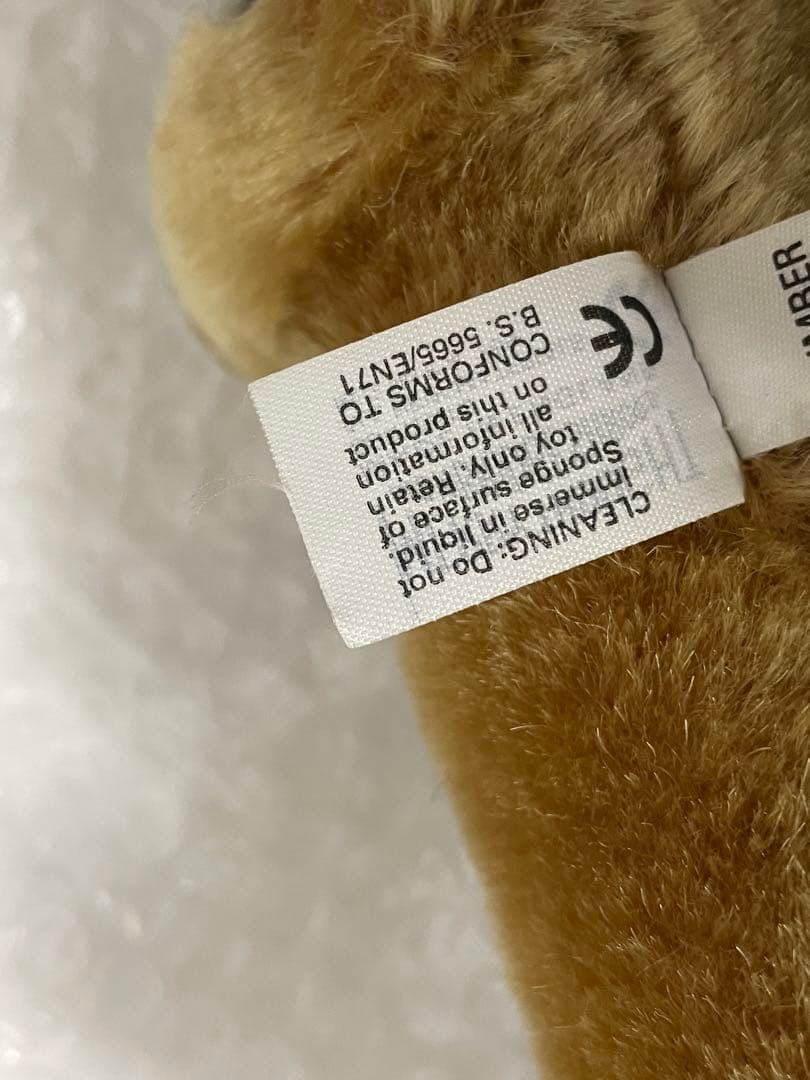 CLEANING: Do not
immerse in liquid.
Sponge surface of
toy only. Retain
all information
on this product
CONFORMS TO
B.S. 5665/EN71
CE